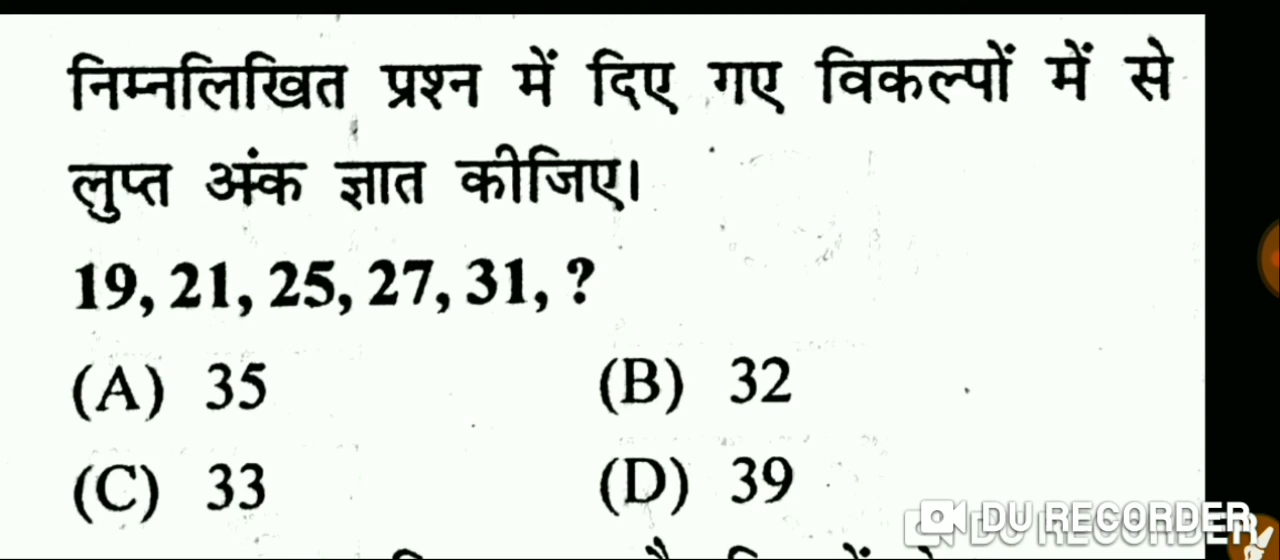 निम्नलिखित प्रश्न में दिए गए विकल्पों में से
लुप्त अंक ज्ञात कीजिए।
19, 21, 25, 27, 31, ?
(A) 35 (B) 32
(C) 33 (D) 39
DU RECORDER